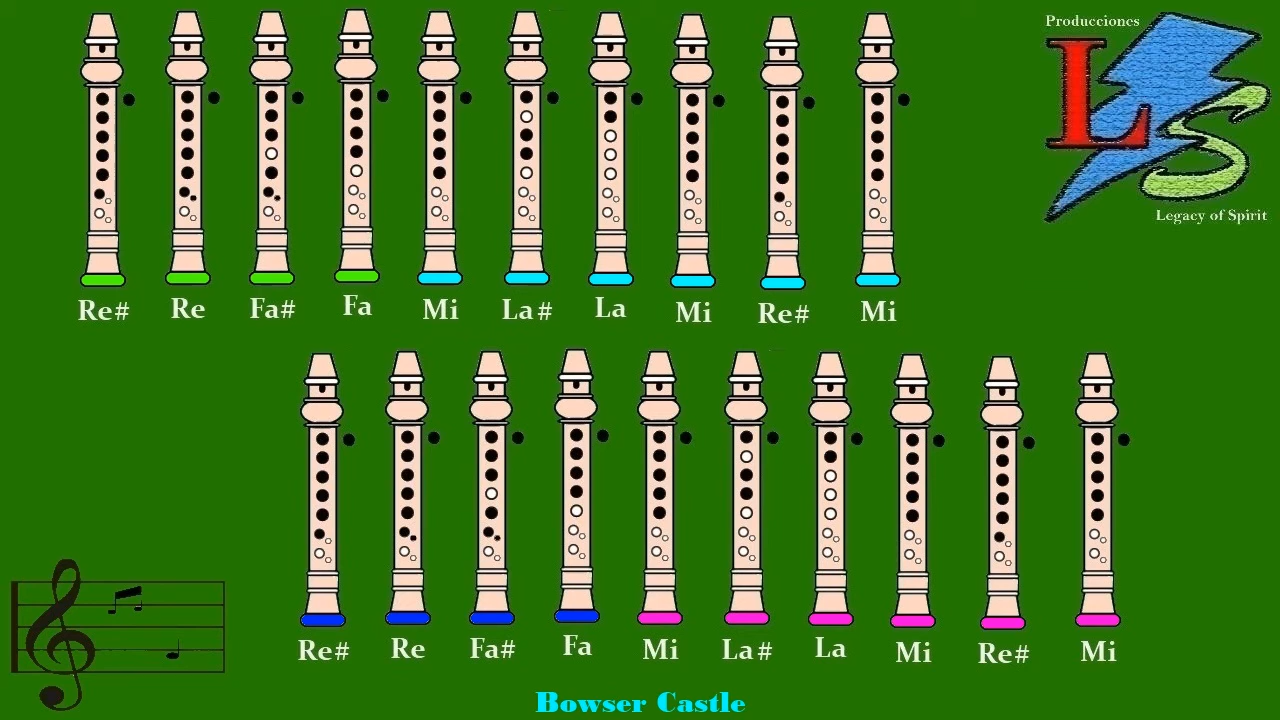 Producciones
LS
Legacy of Spirit
Re# Re Fa# Fa Mi La# La Mi Re# Mi
Re# Re Fa# Fa Mi La# La Mi Re# Mi
Bowser Castle